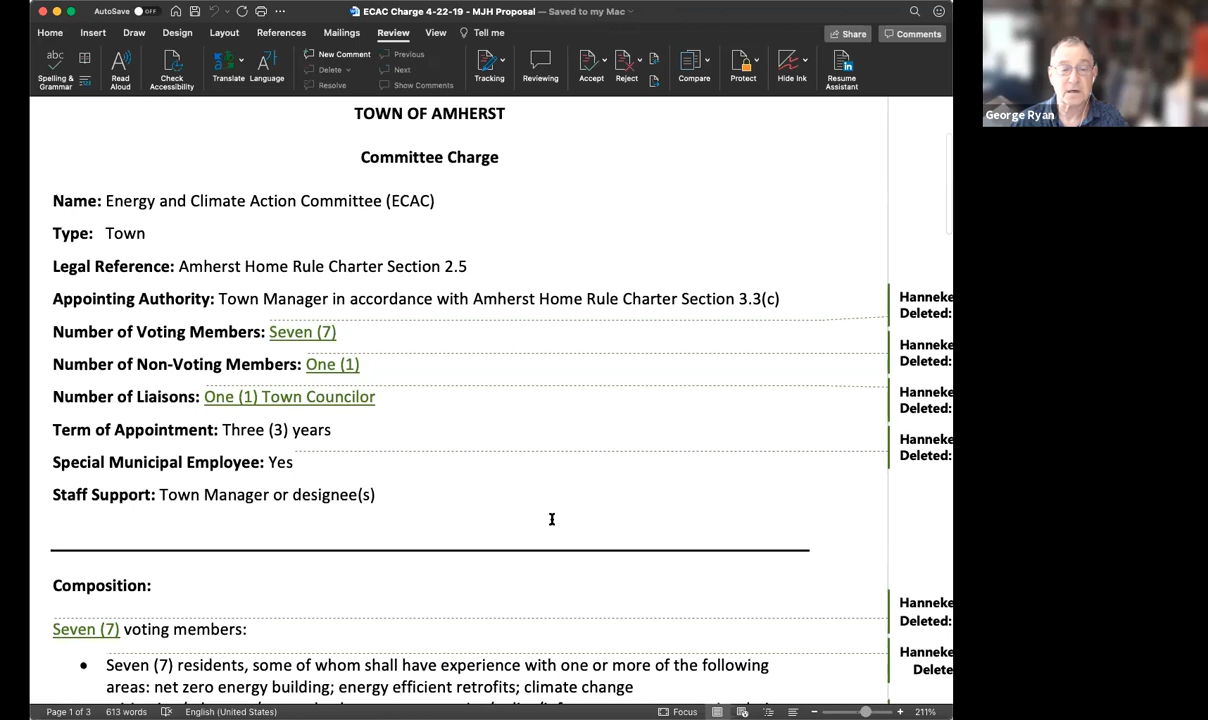 AutoSave OFF ECAC Charge 4-22-19 - MJH Proposal — Saved to my Mac
Home Insert Draw Design Layout References Mailings Review View Tell me Share Comments
New Comment Previous
Delete Next
Resolve Show Comments
abc
Spelling & Grammar
Read Aloud
Check Accessibility
Translate
Language
Tracking
Reviewing
Accept
Reject
Compare
Protect
Hide Ink
Resume Assistant
TOWN OF AMHERST
Committee Charge
Name: Energy and Climate Action Committee (ECAC)
Type: Town
Legal Reference: Amherst Home Rule Charter Section 2.5
Appointing Authority: Town Manager in accordance with Amherst Home Rule Charter Section 3.3(c)
Number of Voting Members: Seven (7)
Number of Non-Voting Members: One (1)
Number of Liaisons: One (1) Town Councilor
Term of Appointment: Three (3) years
Special Municipal Employee: Yes
Staff Support: Town Manager or designee(s)
Composition:
Seven (7) voting members:
• Seven (7) residents, some of whom shall have experience with one or more of the following
areas: net zero energy building; energy efficient retrofits; climate change
Hanneke
Deleted:
Hanneke
Deleted:
Hanneke
Deleted:
Hanneke
Deleted:
Hanneke
Deleted:
Hanneke
Delete
Page 1 of 3 613 words English (United States) Focus 211%
George Ryan